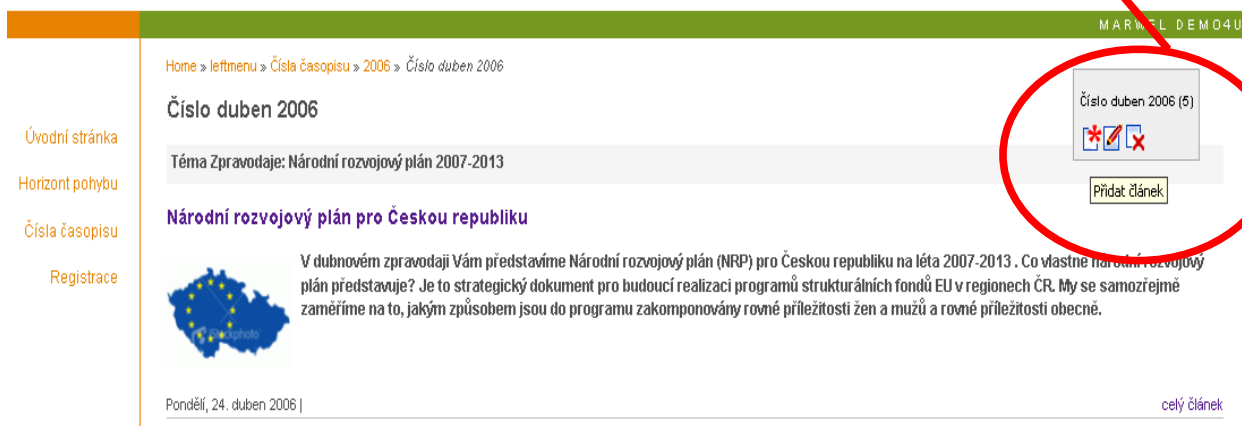 MARWEL DEMO4U
Home » leftmenu » Čísla časopisu » 2006 » Číslo duben 2006
Číslo duben 2006
Číslo duben 2006 (5)
Přidat článek
Úvodní stránka
Horizont pohybu
Čísla časopisu
Registrace
Téma Zpravodaje: Národní rozvojový plán 2007-2013
Národní rozvojový plán pro Českou republiku
V dubnovém zpravodaji Vám představíme Národní rozvojový plán (NRP) pro Českou republiku na léta 2007-2013 . Co vlastně národní rozvojový
plán představuje? Je to strategický dokument pro budoucí realizaci programů strukturálních fondů EU v regionech ČR. My se samozřejmě
zaměříme na to, jakým způsobem jsou do programu zakomponovány rovné příležitosti žen a mužů a rovné příležitosti obecně.
iStockphoto
Pondělí, 24. duben 2006 |
celý článek